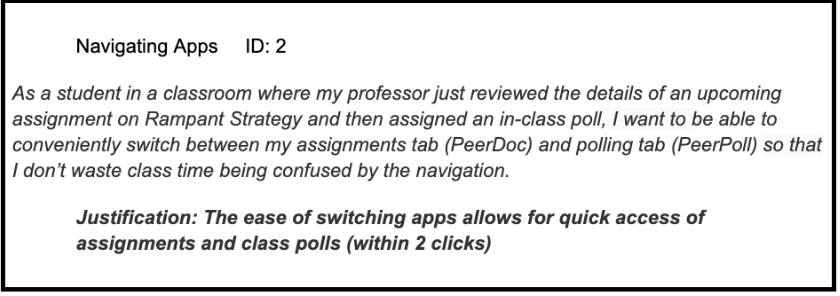 Navigating Apps ID: 2
As a student in a classroom where my professor just reviewed the details of an upcoming
assignment on Rampant Strategy and then assigned an in-class poll, I want to be able to
conveniently switch between my assignments tab (PeerDoc) and polling tab (PeerPoll) so that
I don’t waste class time being confused by the navigation.
Justification: The ease of switching apps allows for quick access of
assignments and class polls (within 2 clicks)